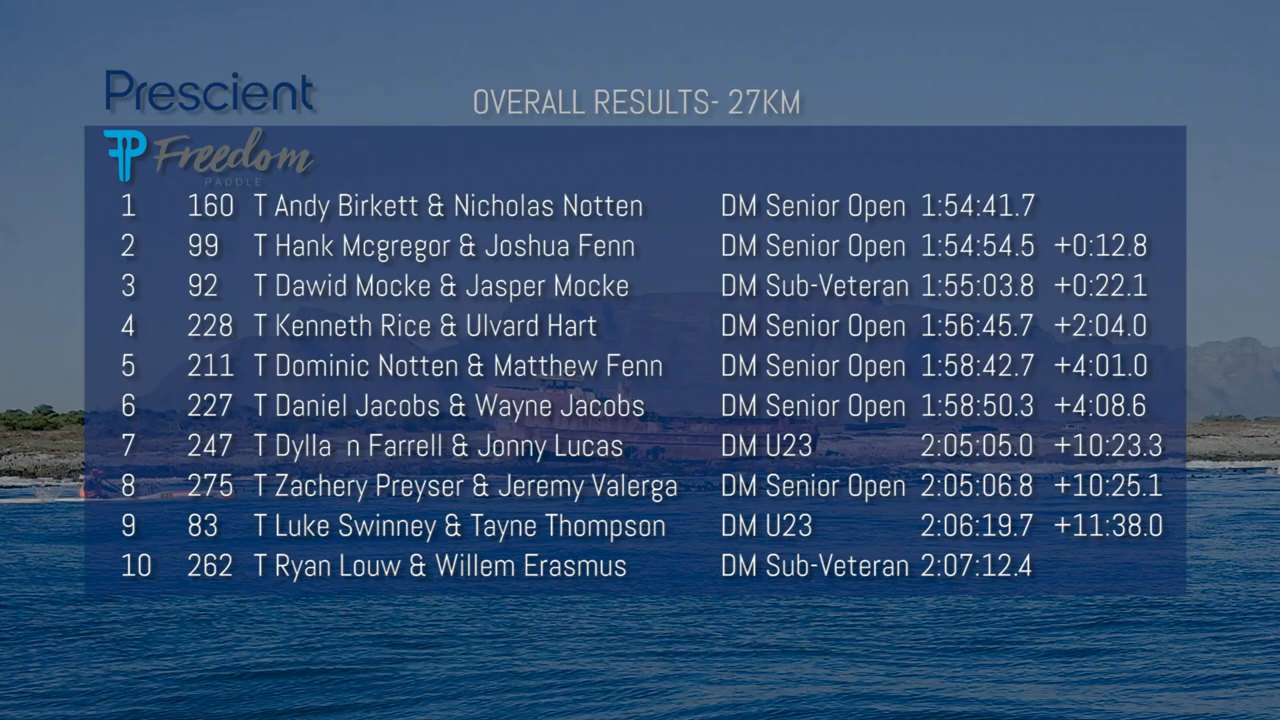 Prescient
OVERALL RESULTS- 27KM
Freedom
PADDLE
1 160 T Andy Birkett & Nicholas Notten DM Senior Open 1:54:41.7
2 99 T Hank Mcgregor & Joshua Fenn DM Senior Open 1:54:54.5 +0:12.8
3 92 T Dawid Mocke & Jasper Mocke DM Sub-Veteran 1:55:03.8 +0:22.1
4 228 T Kenneth Rice & Ulvard Hart DM Senior Open 1:56:45.7 +2:04.0
5 211 T Dominic Notten & Matthew Fenn DM Senior Open 1:58:42.7 +4:01.0
6 227 T Daniel Jacobs & Wayne Jacobs DM Senior Open 1:58:50.3 +4:08.6
7 247 T Dylla n Farrell & Jonny Lucas DM U23 2:05:05.0 +10:23.3
8 275 T Zachery Preyser & Jeremy Valerga DM Senior Open 2:05:06.8 +10:25.1
9 83 T Luke Swinney & Tayne Thompson DM U23 2:06:19.7 +11:38.0
10 262 T Ryan Louw & Willem Erasmus DM Sub-Veteran 2:07:12.4